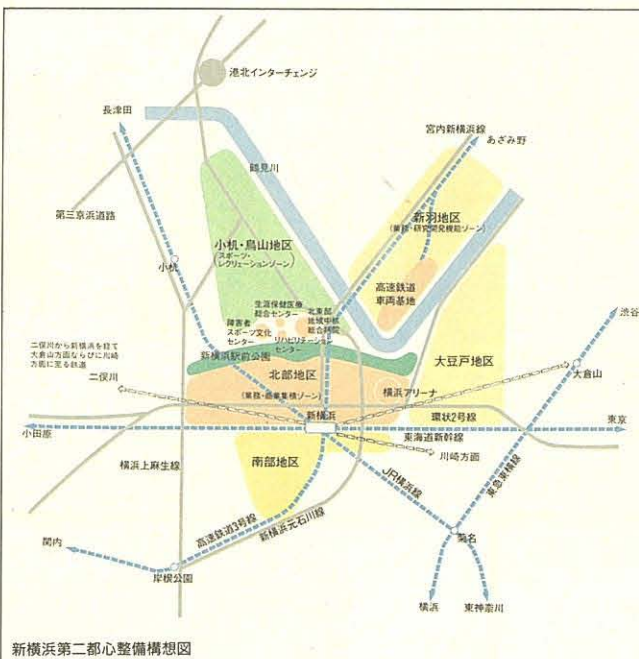 港北インターチェンジ
長津田
宮内新横浜線
あざみ野
鶴見川
第三京浜道路
新羽地区
(業務・研究開発機能ゾーン)
小机・鳥山地区
(スポーツ・
レクリェーションゾーン)
小机
高速鉄道
車両基地
渋谷
生涯保健医療
総合センター
北東部
地域中核
総合病院
障害者
スポーツ文化
センター
リハビリテーション
センター
二俣川から新横浜を経て
大倉山方面ならびに川崎
方面に至る鉄道
新横浜駅前公園
大豆戸地区
大倉山
二俣川
北部地区
(業務・商業集積ゾーン)
横浜アリーナ
新横浜
環状2号線
東京
小田原
東海道新幹線
川崎方面
横浜上麻生線
南部地区
JR横浜線
東急東横線
高速鉄道3号線
新横浜元石川線
関内
岸根公園
菊名
横浜
東神奈川
新横浜第二都心整備構想図